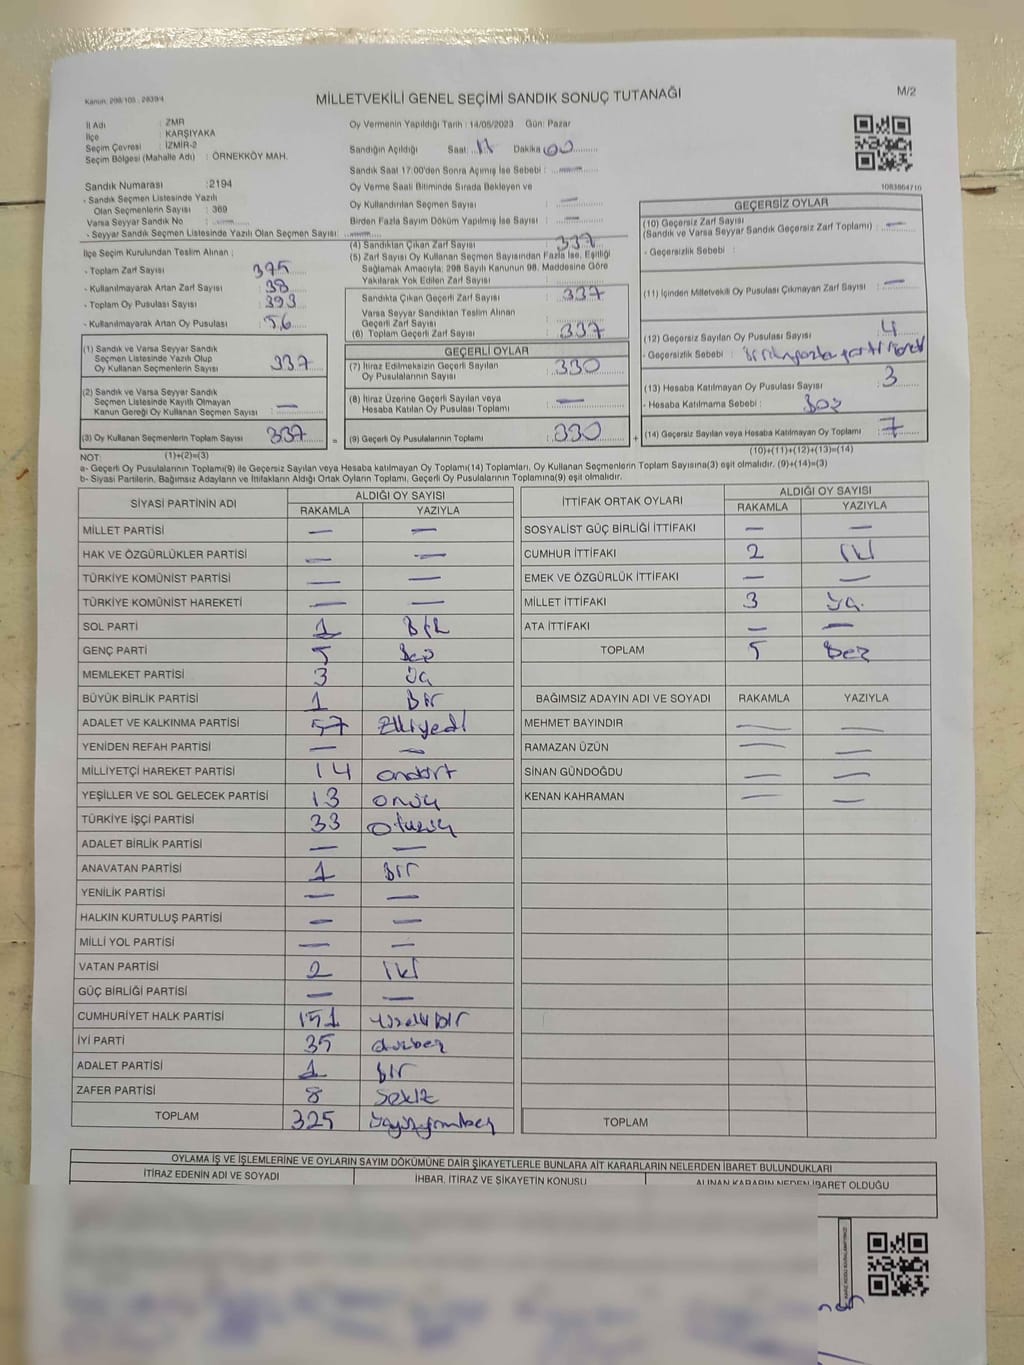 Kanun: 298/105 , 2839/4
MİLLETVEKİLİ GENEL SEÇİMİ SANDIK SONUÇ TUTANAĞI
M/2
İl Adı : ZMR
İlçe : KARŞIYAKA
Seçim Çevresi : İZMİR-2
Seçim Bölgesi (Mahalle Adı) : ÖRNEKKÖY MAH.
Sandık Numarası :2194
- Sandık Seçmen Listesinde Yazılı
Olan Seçmenlerin Sayısı : 369
Varsa Seyyar Sandık No : —
- Seyyar Sandık Seçmen Listesinde Yazılı Olan Seçmen Sayısı: —
Oy Vermenin Yapıldığı Tarih : 14/05/2023 Gün: Pazar
Sandığın Açıldığı Saat: Dakika 00
Sandık Saat 17:00'den Sonra Açımış İse Sebebi : —
Oy Verme Saati Bitiminde Sırada Bekleyen ve
Oy Kullandırılan Seçmen Sayısı : —
Birden Fazla Sayım Döküm Yapılmış İse Sayısı : —
1083864710
İlçe Seçim Kurulundan Teslim Alınan ;
- Toplam Zarf Sayısı : 375
- Kullanılmayarak Artan Zarf Sayısı : 38
- Toplam Oy Pusulası Sayısı : 393
- Kullanılmayarak Artan Oy Pusulası : 56
(1) Sandık ve Varsa Seyyar Sandık
Seçmen Listesinde Yazılı Olup
Oy Kullanan Seçmenlerin Sayısı : 337
(2) Sandık ve Varsa Seyyar Sandık
Seçmen Listesinde Kayıtlı Olmayan
Kanun Gereği Oy Kullanan Seçmen Sayısı : —
(3) Oy Kullanan Seçmenlerin Toplam Sayısı : 337
(1)+(2)=(3)
(4) Sandıktan Çıkan Zarf Sayısı : 337
(5) Zarf Sayısı Oy Kullanan Seçmen Sayısından Fazla İse, Eşitliği
Sağlamak Amacıyla; 298 Sayılı Kanunun 98. Maddesine Göre
Yakılarak Yok Edilen Zarf Sayısı :
Sandıkta Çıkan Geçerli Zarf Sayısı : 337
Varsa Seyyar Sandıktan Teslim Alınan
Geçerli Zarf Sayısı :
(6) Toplam Geçerli Zarf Sayısı : 337
GEÇERLİ OYLAR
(7) İtiraz Edilmeksizin Geçerli Sayılan
Oy Pusulalarının Sayısı : 330
(8) İtiraz Üzerine Geçerli Sayılan veya
Hesaba Katılan Oy Pusulası Toplamı : —
= (9) Geçerli Oy Pusulalarının Toplamı : 330 +
GEÇERSİZ OYLAR
(10) Geçersiz Zarf Sayısı
(Sandık ve Varsa Seyyar Sandık Geçersiz Zarf Toplamı) : —
- Geçersizlik Sebebi :
(11) İçinden Milletvekili Oy Pusulası Çıkmayan Zarf Sayısı : —
(12) Geçersiz Sayılan Oy Pusulası Sayısı : 4
- Geçersizlik Sebebi :
(13) Hesaba Katılmayan Oy Pusulası Sayısı : 3
- Hesaba Katılmama Sebebi : Boş
(14) Geçersiz Sayılan veya Hesaba Katılmayan Oy Toplamı : 7
(10)+(11)+(12)+(13)=(14)
NOT:
a- Geçerli Oy Pusulalarının Toplamı(9) ile Geçersiz Sayılan veya Hesaba katılmayan Oy Toplamı(14) Toplamları, Oy Kullanan Seçmenlerin Toplam Sayısına(3) eşit olmalıdır. (9)+(14)=(3)
b- Siyasi Partilerin, Bağımsız Adayların ve İttifakların Aldığı Ortak Oyların Toplamı, Geçerli Oy Pusulalarının Toplamına(9) eşit olmalıdır.
SİYASİ PARTİNİN ADI ALDIĞI OY SAYISI
RAKAMLA YAZIYLA
MİLLET PARTİSİ — —
HAK VE ÖZGÜRLÜKLER PARTİSİ — —
TÜRKİYE KOMÜNİST PARTİSİ — —
TÜRKİYE KOMÜNİST HAREKETİ — —
SOL PARTİ 1 BİR
GENÇ PARTİ 5 Beş
MEMLEKET PARTİSİ 3 Üç
BÜYÜK BİRLİK PARTİSİ 1 Bir
ADALET VE KALKINMA PARTİSİ 57 Elliyedi
YENİDEN REFAH PARTİSİ — —
MİLLİYETÇİ HAREKET PARTİSİ 14 ondört
YEŞİLLER VE SOL GELECEK PARTİSİ 13 onüç
TÜRKİYE İŞÇİ PARTİSİ 33 Otuzüç
ADALET BİRLİK PARTİSİ — —
ANAVATAN PARTİSİ 1 Bir
YENİLİK PARTİSİ — —
HALKIN KURTULUŞ PARTİSİ — —
MİLLİ YOL PARTİSİ — —
VATAN PARTİSİ 2 iki
GÜÇ BİRLİĞİ PARTİSİ — —
CUMHURİYET HALK PARTİSİ 151 yüzellibir
İYİ PARTİ 35 otuzbeş
ADALET PARTİSİ 1 bir
ZAFER PARTİSİ 8 Sekiz
TOPLAM 325 üçyüzyirmibeş
İTTİFAK ORTAK OYLARI ALDIĞI OY SAYISI
RAKAMLA YAZIYLA
SOSYALİST GÜÇ BİRLİĞİ İTTİFAKI — —
CUMHUR İTTİFAKI 2 iki
EMEK VE ÖZGÜRLÜK İTTİFAKI — —
MİLLET İTTİFAKI 3 üç
ATA İTTİFAKI — —
TOPLAM 5 Beş
BAĞIMSIZ ADAYIN ADI VE SOYADI RAKAMLA YAZIYLA
MEHMET BAYINDIR — —
RAMAZAN ÜZÜN — —
SİNAN GÜNDOĞDU — —
KENAN KAHRAMAN — —
TOPLAM
OYLAMA İŞ VE İŞLEMLERİNE VE OYLARIN SAYIM DÖKÜMÜNE DAİR ŞİKAYETLERLE BUNLARA AİT KARARLARIN NELERDEN İBARET BULUNDUKLARI
İTİRAZ EDENİN ADI VE SOYADI İHBAR, İTİRAZ VE ŞİKAYETİN KONUSU ALINAN KARARIN NEDEN İBARET OLDUĞU